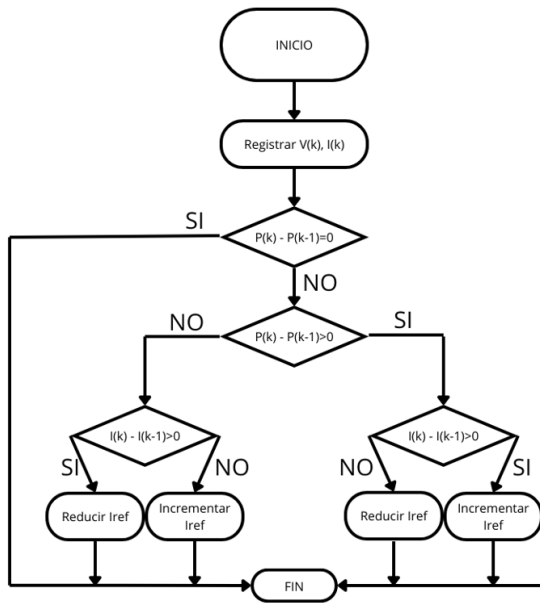 INICIO
Registrar V(k), I(k)
SI
P(k) - P(k-1)=0
NO
NO
P(k) - P(k-1)>0
SI
I(k) - I(k-1)>0
I(k) - I(k-1)>0
SI
NO
NO
SI
Reducir Iref
Incrementar
Iref
Reducir Iref
Incrementar
Iref
FIN